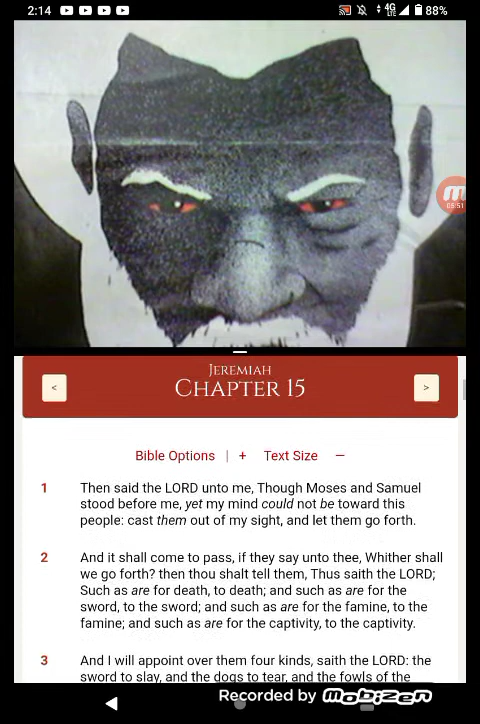 2:14 4G 88%
LTE
05:51
JEREMIAH
CHAPTER 15
< >
Bible Options | + Text Size −
1 Then said the LORD unto me, Though Moses and Samuel
stood before me, yet my mind could not be toward this
people: cast them out of my sight, and let them go forth.
2 And it shall come to pass, if they say unto thee, Whither shall
we go forth? then thou shalt tell them, Thus saith the LORD;
Such as are for death, to death; and such as are for the
sword, to the sword; and such as are for the famine, to the
famine; and such as are for the captivity, to the captivity.
3 And I will appoint over them four kinds, saith the LORD: the
sword to slay, and the dogs to tear, and the fowls of the
Recorded by Mobizen